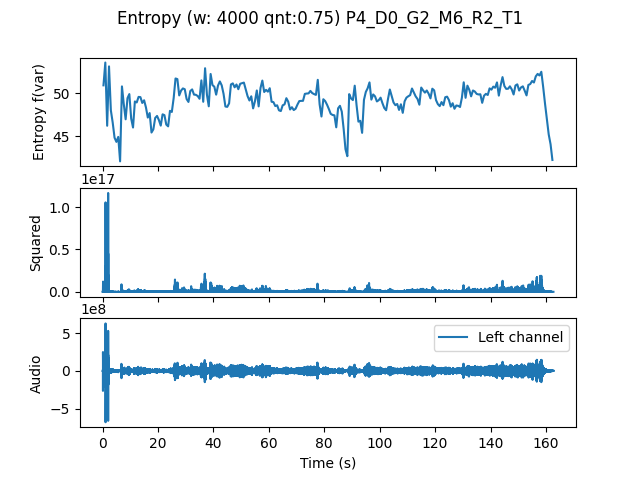 Entropy (w: 4000 qnt:0.75) P4_D0_G2_M6_R2_T1
Entropy f(var)
50
45
1e17
Squared
1.0
0.5
0.0
1e8
Audio
5
0
−5
Left channel
0 20 40 60 80 100 120 140 160
Time (s)